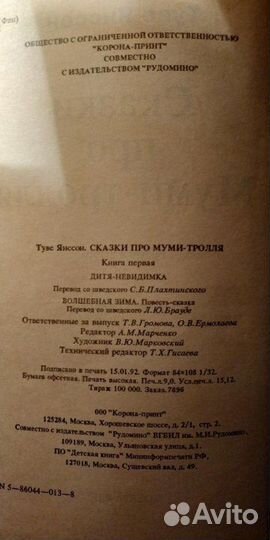 Фин)
ОБЩЕСТВО С ОГРАНИЧЕННОЙ ОТВЕТСТВЕННОСТЬЮ
"КОРОНА-ПРИНТ"
СОВМЕСТНО
С ИЗДАТЕЛЬСТВОМ "РУДОМИНО"
Туве Янссон. СКАЗКИ ПРО МУМИ-ТРОЛЛЯ
Книга первая
ДИТЯ-НЕВИДИМКА
Перевод со шведского С.Б.Плахтинского
ВОЛШЕБНАЯ ЗИМА. Повесть-сказка
Перевод со шведского Л.Ю.Брауде
Ответственные за выпуск Т.В.Громова, О.В.Ермолаева
Редактор А.М.Марченко
Художник В.Ю.Марковский
Технический редактор Т.Х.Гисаева
Подписано в печать 15.01.92. Формат 84×108 1/32.
Бумага офсетная. Печать высокая. Печ.л.9,0. Усл.печ.л. 15,12.
Тираж 100 000. Заказ 7696
ООО "Корона-принт"
125284, Москва, Хорошевское шоссе, д. 2/1, стр. 2.
Совместно с издательством "Рудомино" ВГБИЛ им. М.И.Рудомино,
109189, Москва, Ульяновская улица, д.1.
ПО "Детская книга" Мининформпечати РФ,
127018, Москва, Сущевский вал, д. 49.
N 5-86044-013-8
Avito